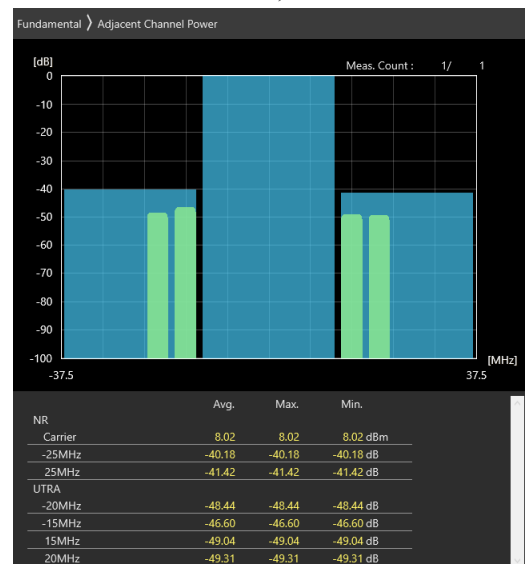 Fundamental 〉 Adjacent Channel Power
[dB]
Meas. Count : 1/ 1
0
-10
-20
-30
-40
-50
-60
-70
-80
-90
-100
[MHz]
-37.5 37.5
Avg. Max. Min.
NR
Carrier 8.02 8.02 8.02 dBm
-25MHz -40.18 -40.18 -40.18 dB
25MHz -41.42 -41.42 -41.42 dB
UTRA
-20MHz -48.44 -48.44 -48.44 dB
-15MHz -46.60 -46.60 -46.60 dB
15MHz -49.04 -49.04 -49.04 dB
20MHz -49.31 -49.31 -49.31 dB